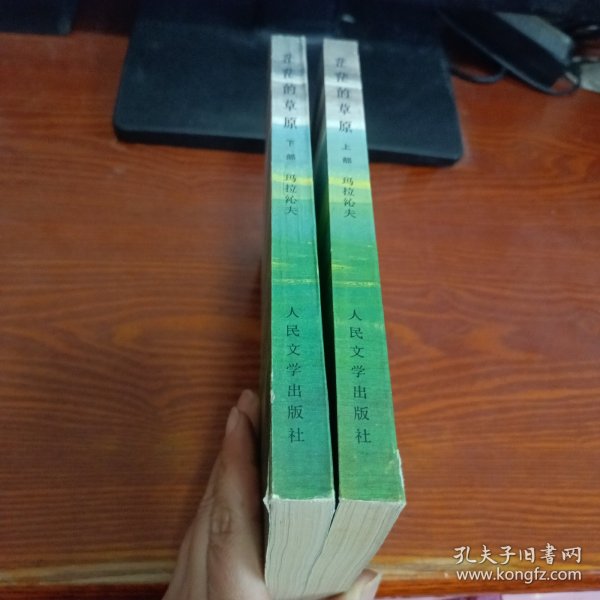 茫茫的草原
下部
玛拉沁夫
人民文学出版社
茫茫的草原
上部
玛拉沁夫
人民文学出版社
孔夫子旧书网
www.kongfz.com